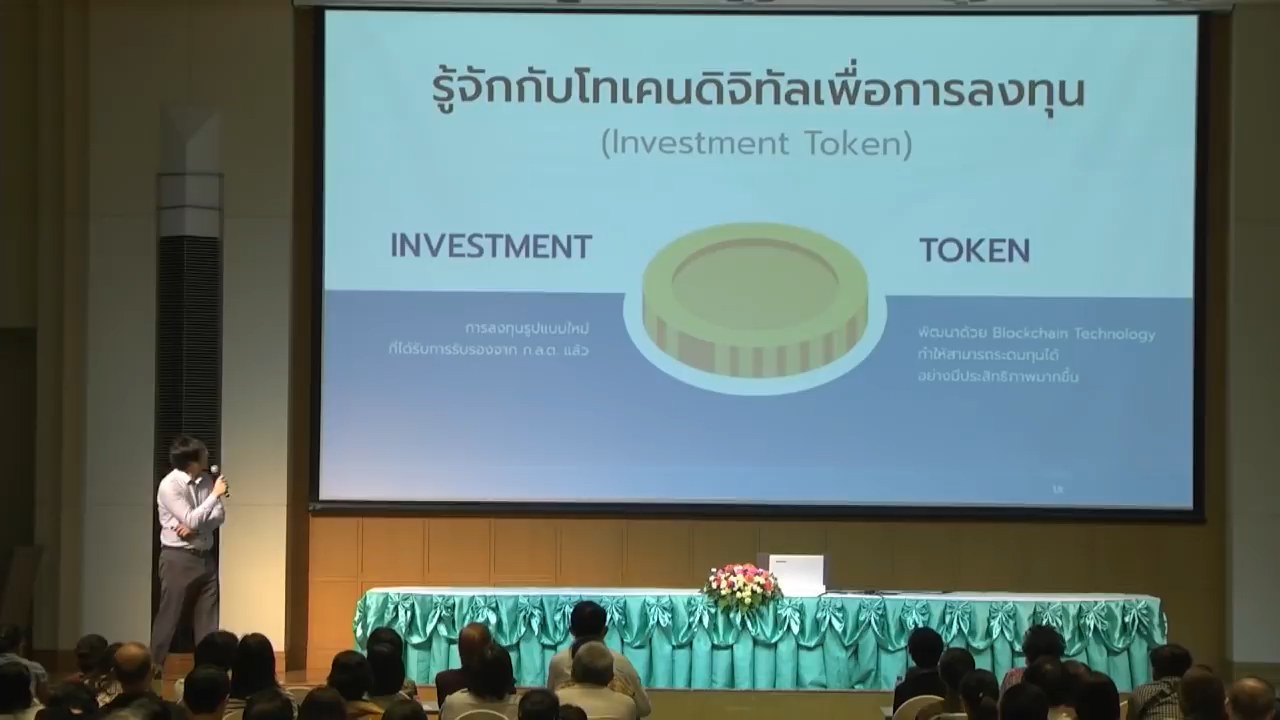 รู้จักกับโทเคนดิจิทัลเพื่อการลงทุน
(Investment Token)
INVESTMENT
การลงทุนรูปแบบใหม่
ที่ได้รับการรับรองจาก ก.ล.ต. แล้ว
TOKEN
พัฒนาด้วย Blockchain Technology
ทำให้สามารถระดมทุนได้
อย่างมีประสิทธิภาพมากขึ้น